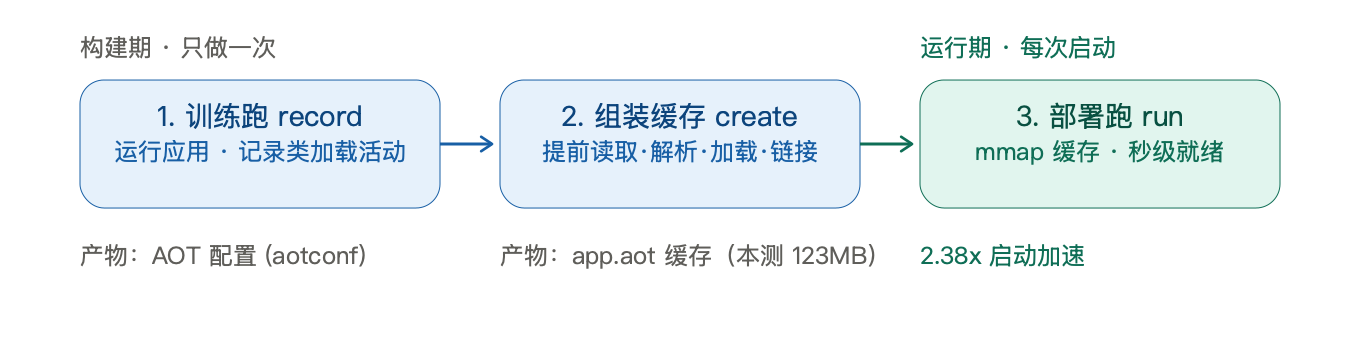 构建期 · 只做一次
运行期 · 每次启动
1. 训练跑 record
运行应用 · 记录类加载活动
2. 组装缓存 create
提前读取·解析·加载·链接
3. 部署跑 run
mmap 缓存 · 秒级就绪
产物：AOT 配置 (aotconf)
产物：app.aot 缓存（本测 123MB）
2.38x 启动加速